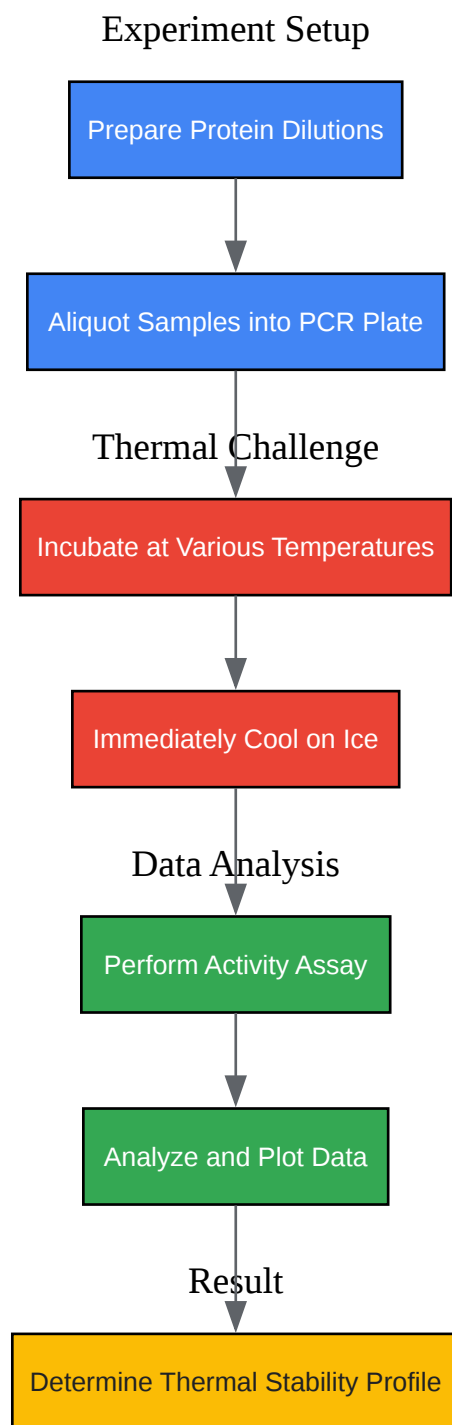 Experiment Setup
Prepare Protein Dilutions
Aliquot Samples into PCR Plate
Thermal Challenge
Incubate at Various Temperatures
Immediately Cool on Ice
Data Analysis
Perform Activity Assay
Analyze and Plot Data
Result
Determine Thermal Stability Profile